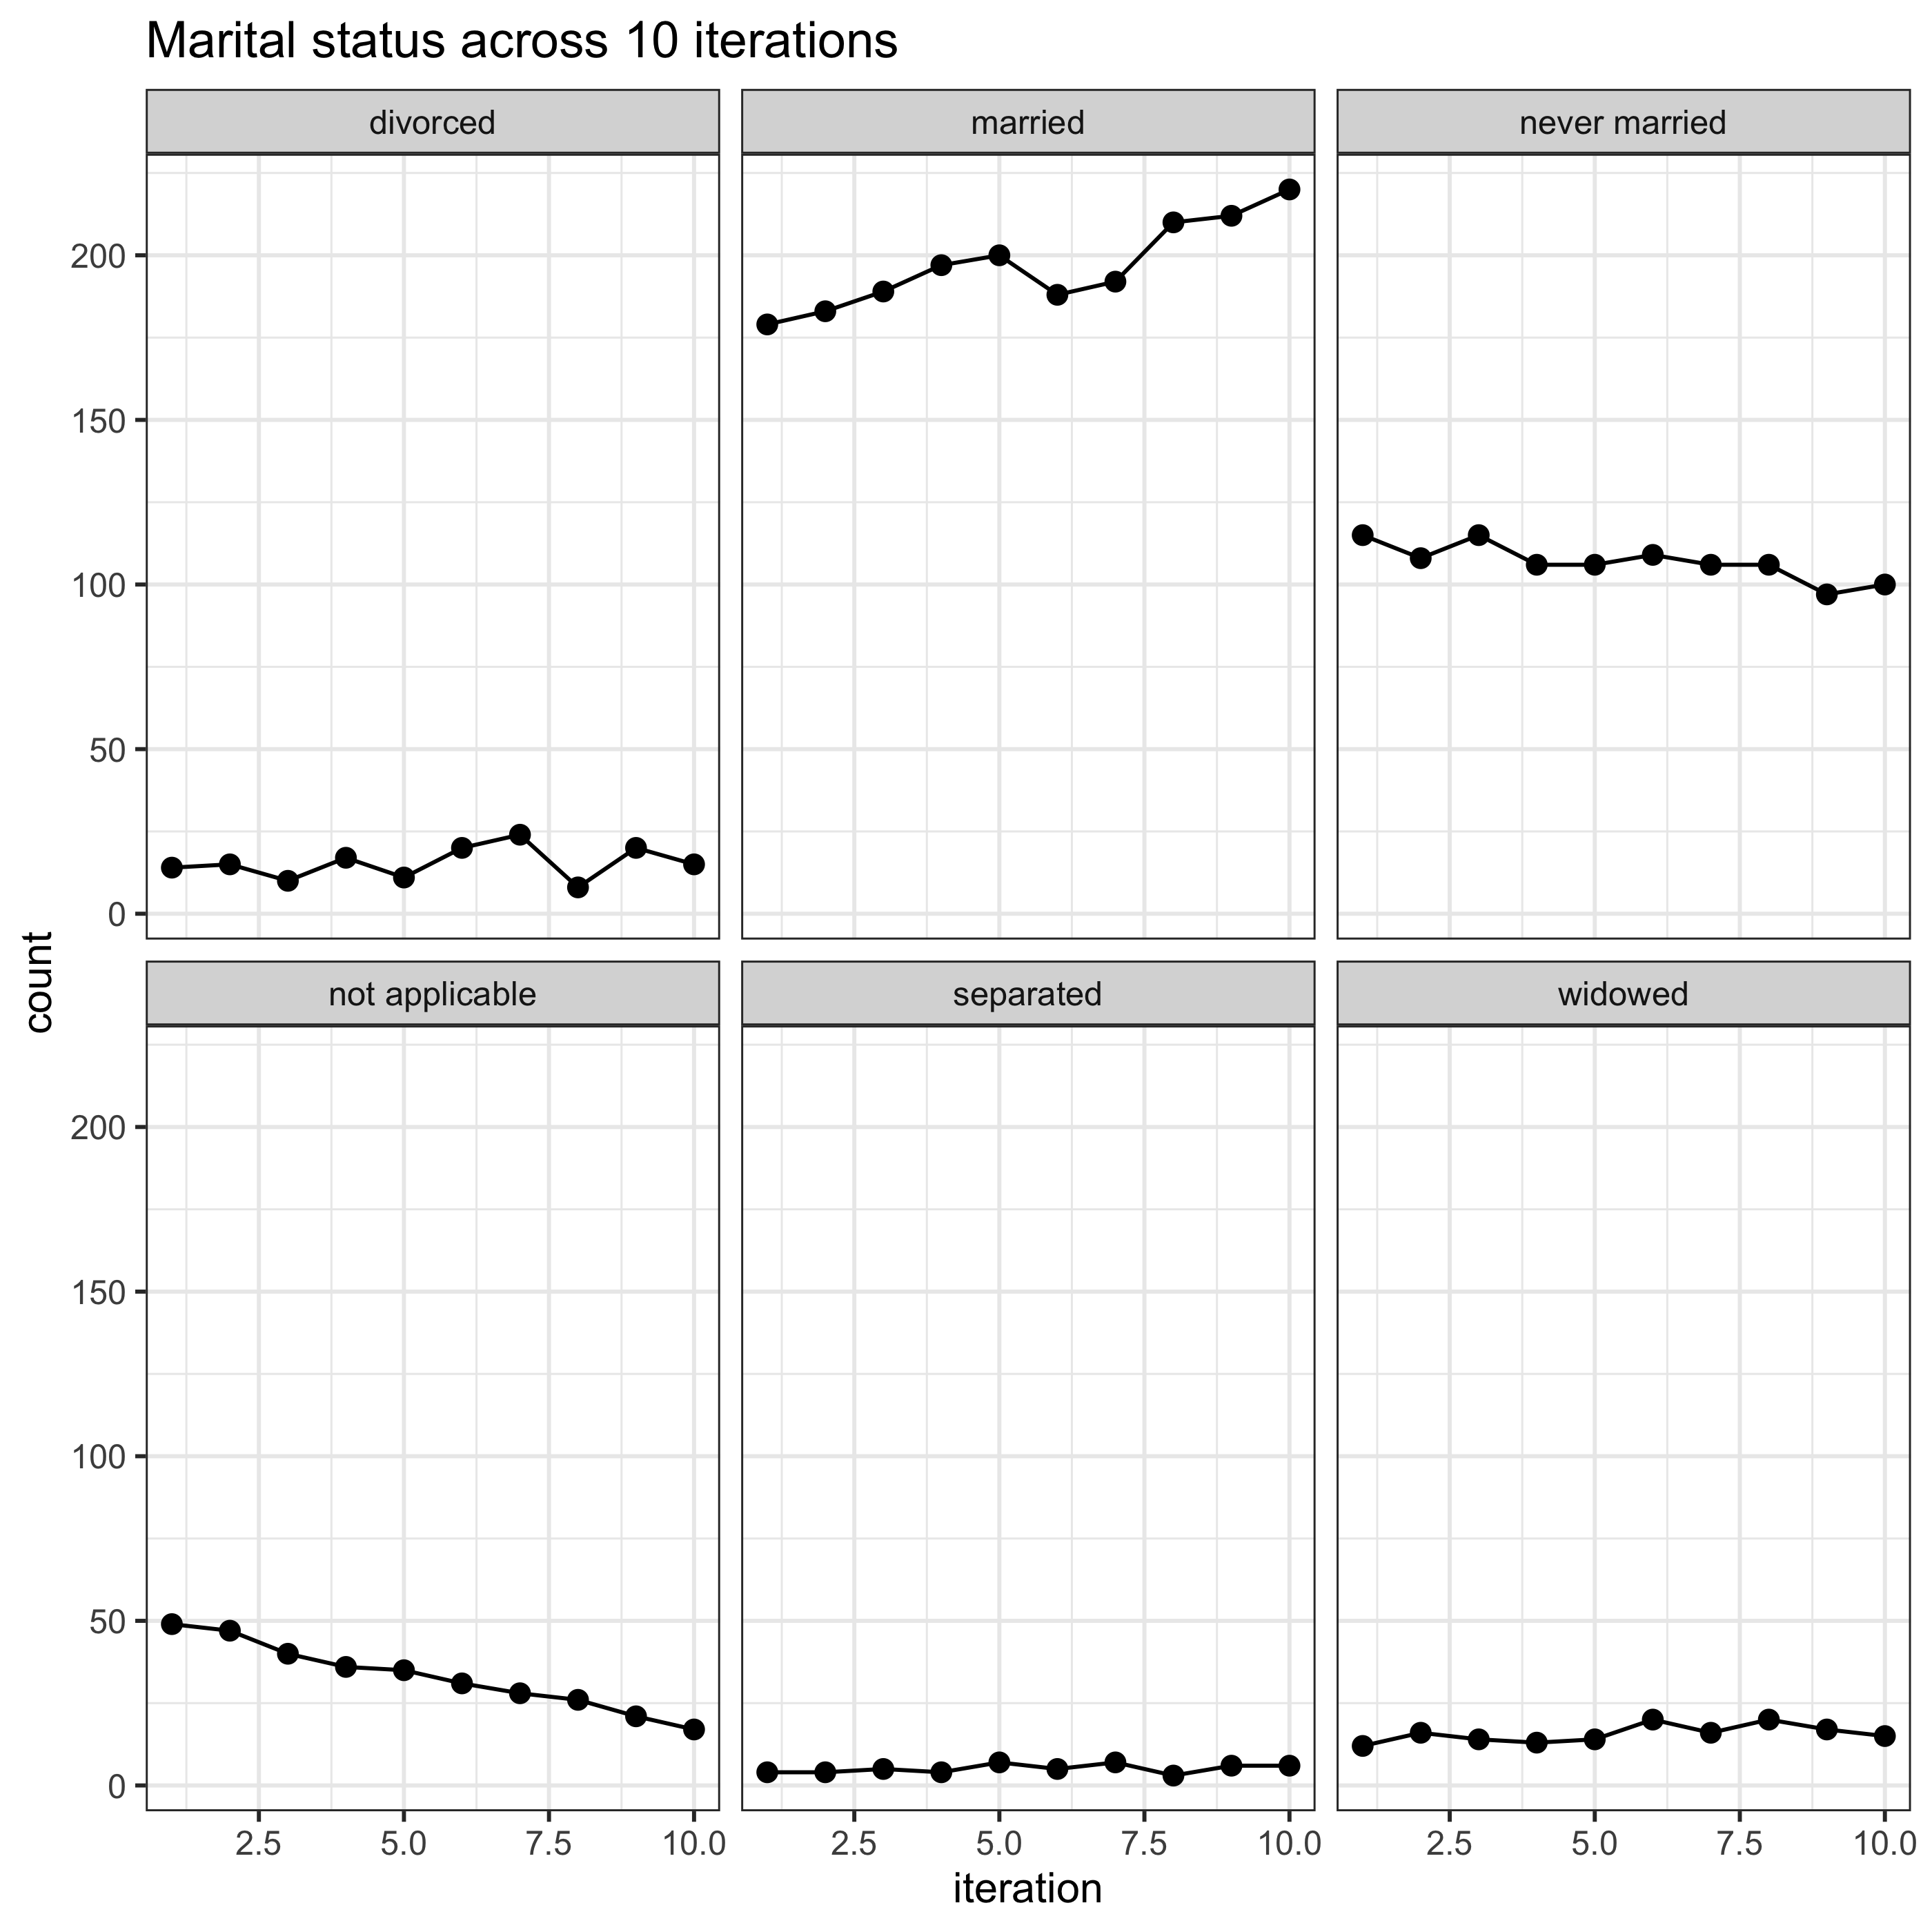 Marital status across 10 iterations
divorced
married
never married
200
150
100
50
0
count
not applicable
separated
widowed
200
150
100
50
0
2.5 5.0 7.5 10.0 2.5 5.0 7.5 10.0 2.5 5.0 7.5 10.0
iteration